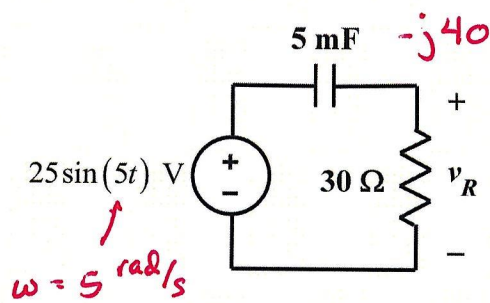 5 mF -j40
+
25 sin(5t) V + 30 Ω v_R
-
-
ω = 5 rad/s